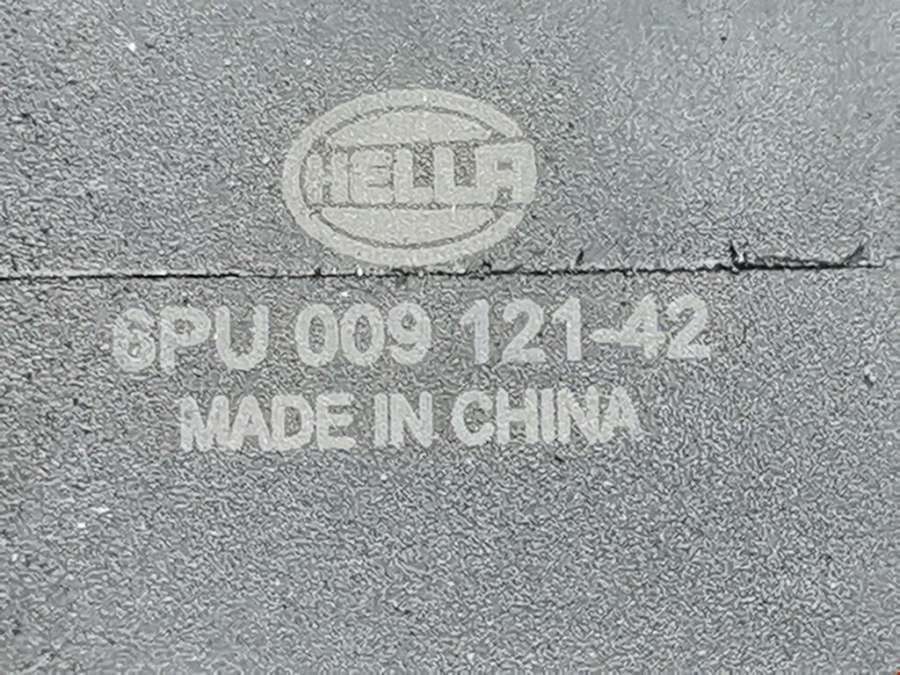 HELLA
6PU 009 121-42
MADE IN CHINA